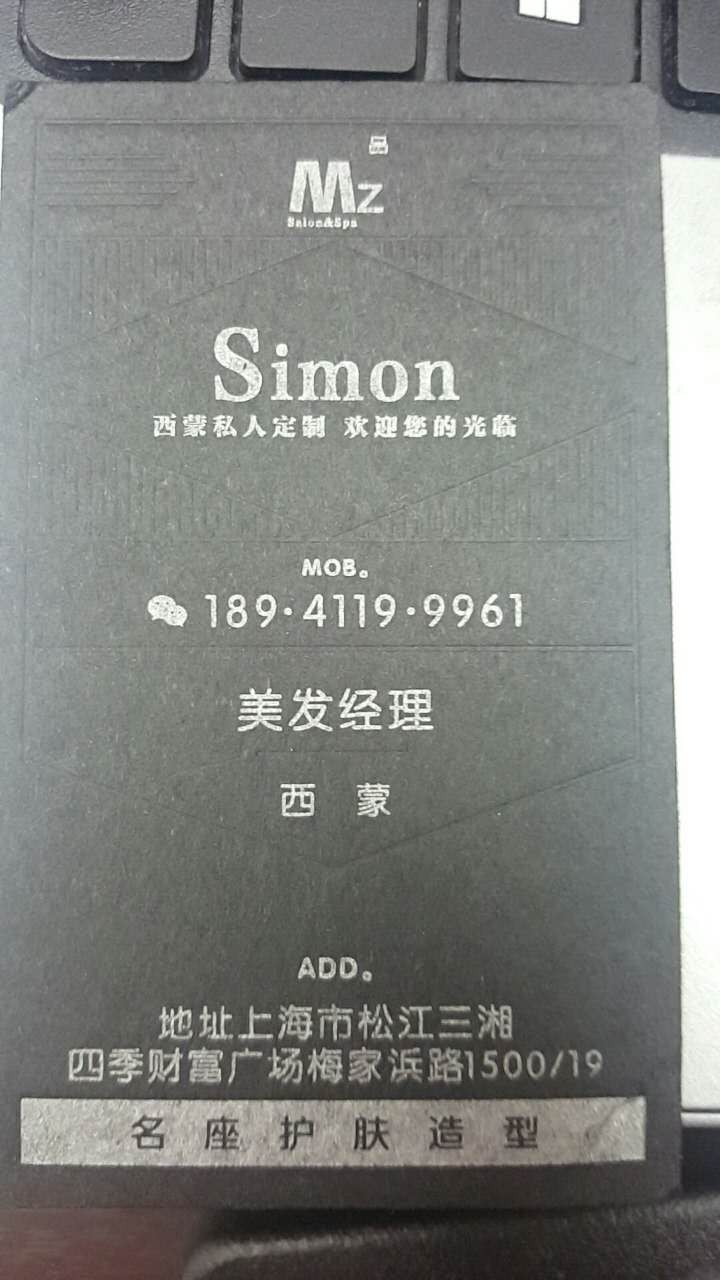 品
MZ
Salon&Spa
Simon
西蒙私人定制 欢迎您的光临
MOB。
189·4119·9961
美发经理
西 蒙
ADD。
地址上海市松江三湘
四季财富广场梅家浜路1500/19
名座护肤造型